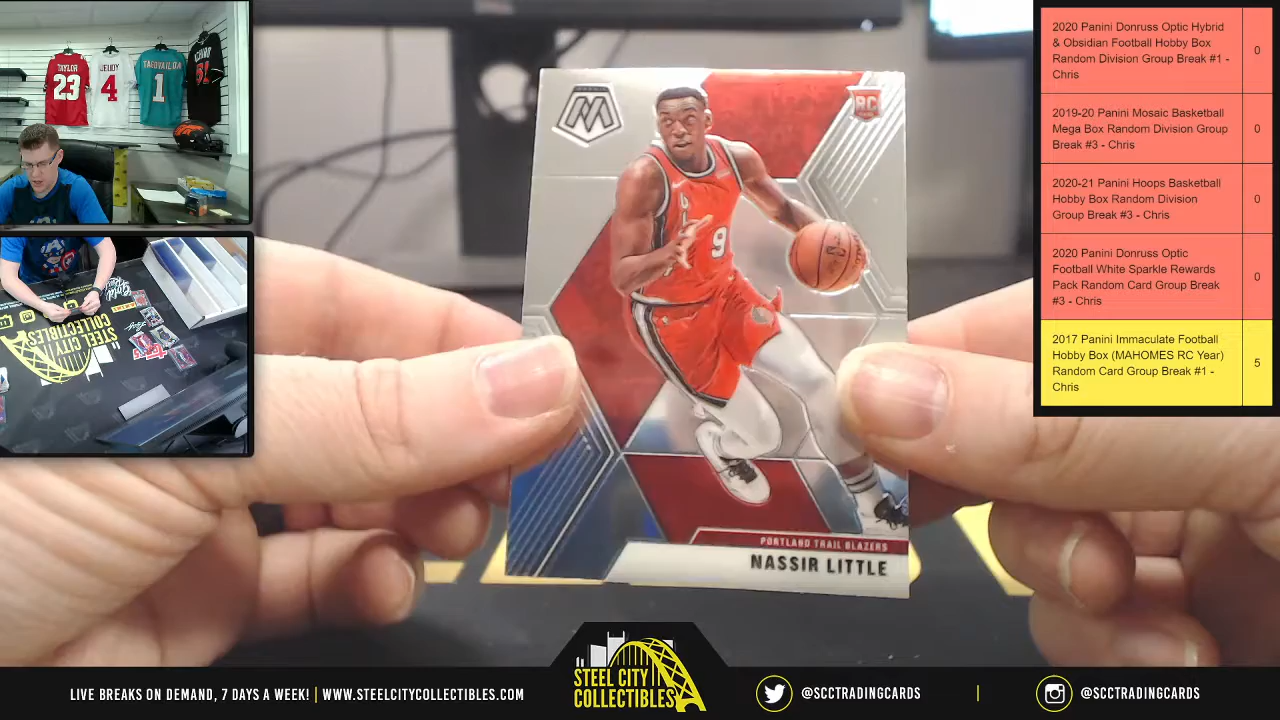 TAYLOR
23
JEUDY
4
TAGOVAILOA
1
STEEL CITY
COLLECTIBLES
RC
9
PORTLAND TRAIL BLAZERS
NASSIR LITTLE
2020 Panini Donruss Optic Hybrid
& Obsidian Football Hobby Box
Random Division Group Break #1 -
Chris
0
2019-20 Panini Mosaic Basketball
Mega Box Random Division Group
Break #3 - Chris
0
2020-21 Panini Hoops Basketball
Hobby Box Random Division
Group Break #3 - Chris
0
2020 Panini Donruss Optic
Football White Sparkle Rewards
Pack Random Card Group Break
#3 - Chris
0
2017 Panini Immaculate Football
Hobby Box (MAHOMES RC Year)
Random Card Group Break #1 -
Chris
5
LIVE BREAKS ON DEMAND, 7 DAYS A WEEK! | WWW.STEELCITYCOLLECTIBLES.COM
STEEL CITY
COLLECTIBLES
@SCCTRADINGCARDS
@SCCTRADINGCARDS